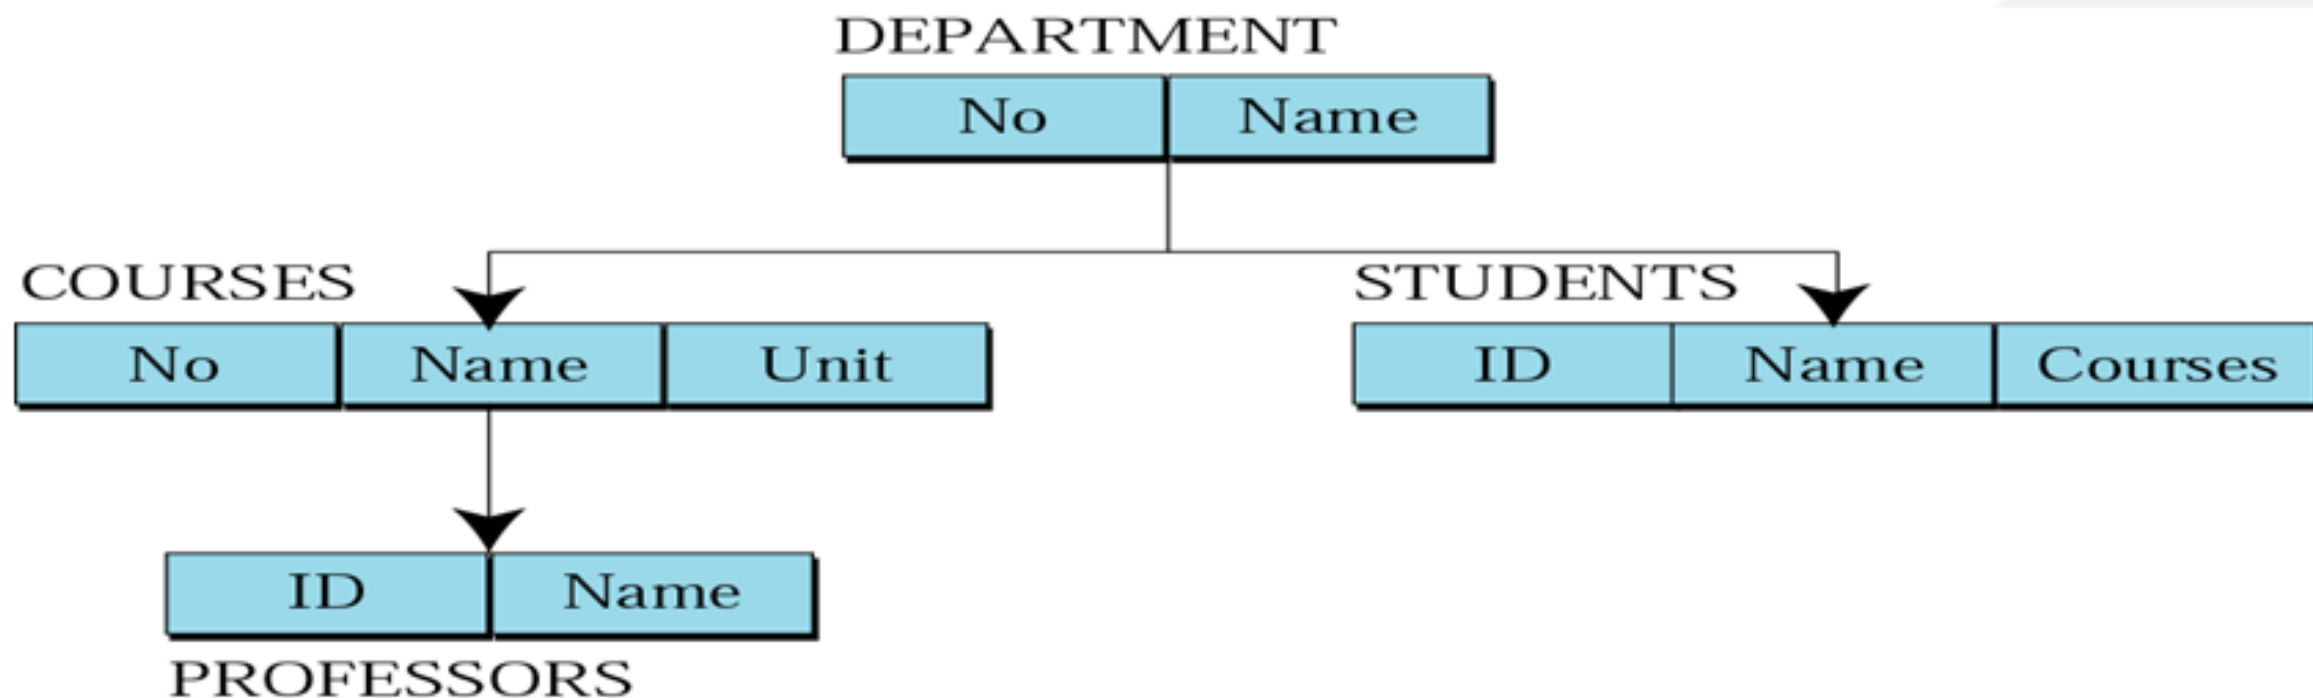 DEPARTMENT
No Name
COURSES
No Name Unit
STUDENTS
ID Name Courses
ID Name
PROFESSORS